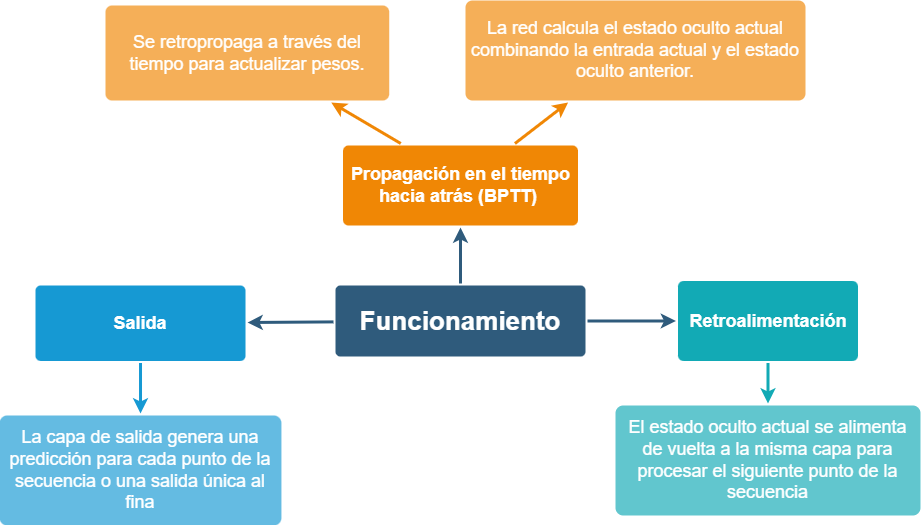 Se retropropaga a través del
tiempo para actualizar pesos.
La red calcula el estado oculto actual
combinando la entrada actual y el estado
oculto anterior.
Propagación en el tiempo
hacia atrás (BPTT)
Salida
Funcionamiento
Retroalimentación
La capa de salida genera una
predicción para cada punto de la
secuencia o una salida única al
fina
El estado oculto actual se alimenta
de vuelta a la misma capa para
procesar el siguiente punto de la
secuencia